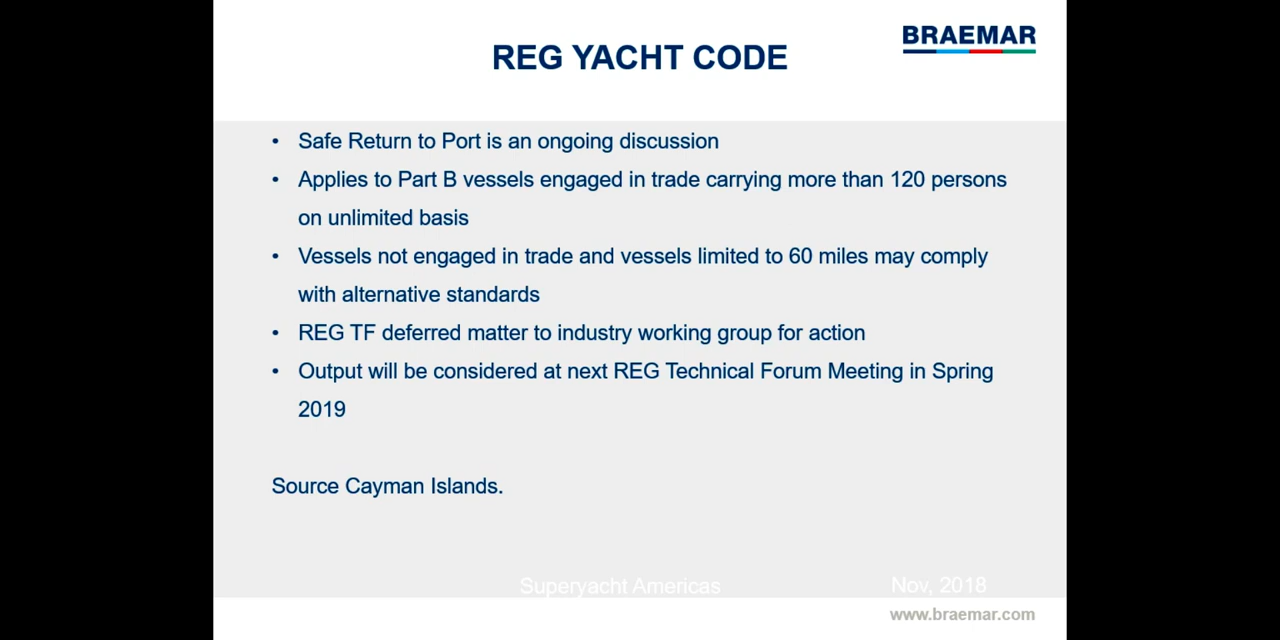 BRAEMAR
REG YACHT CODE
• Safe Return to Port is an ongoing discussion
• Applies to Part B vessels engaged in trade carrying more than 120 persons
on unlimited basis
• Vessels not engaged in trade and vessels limited to 60 miles may comply
with alternative standards
• REG TF deferred matter to industry working group for action
• Output will be considered at next REG Technical Forum Meeting in Spring
2019
Source Cayman Islands.
Superyacht Americas
Nov, 2018
www.braemar.com